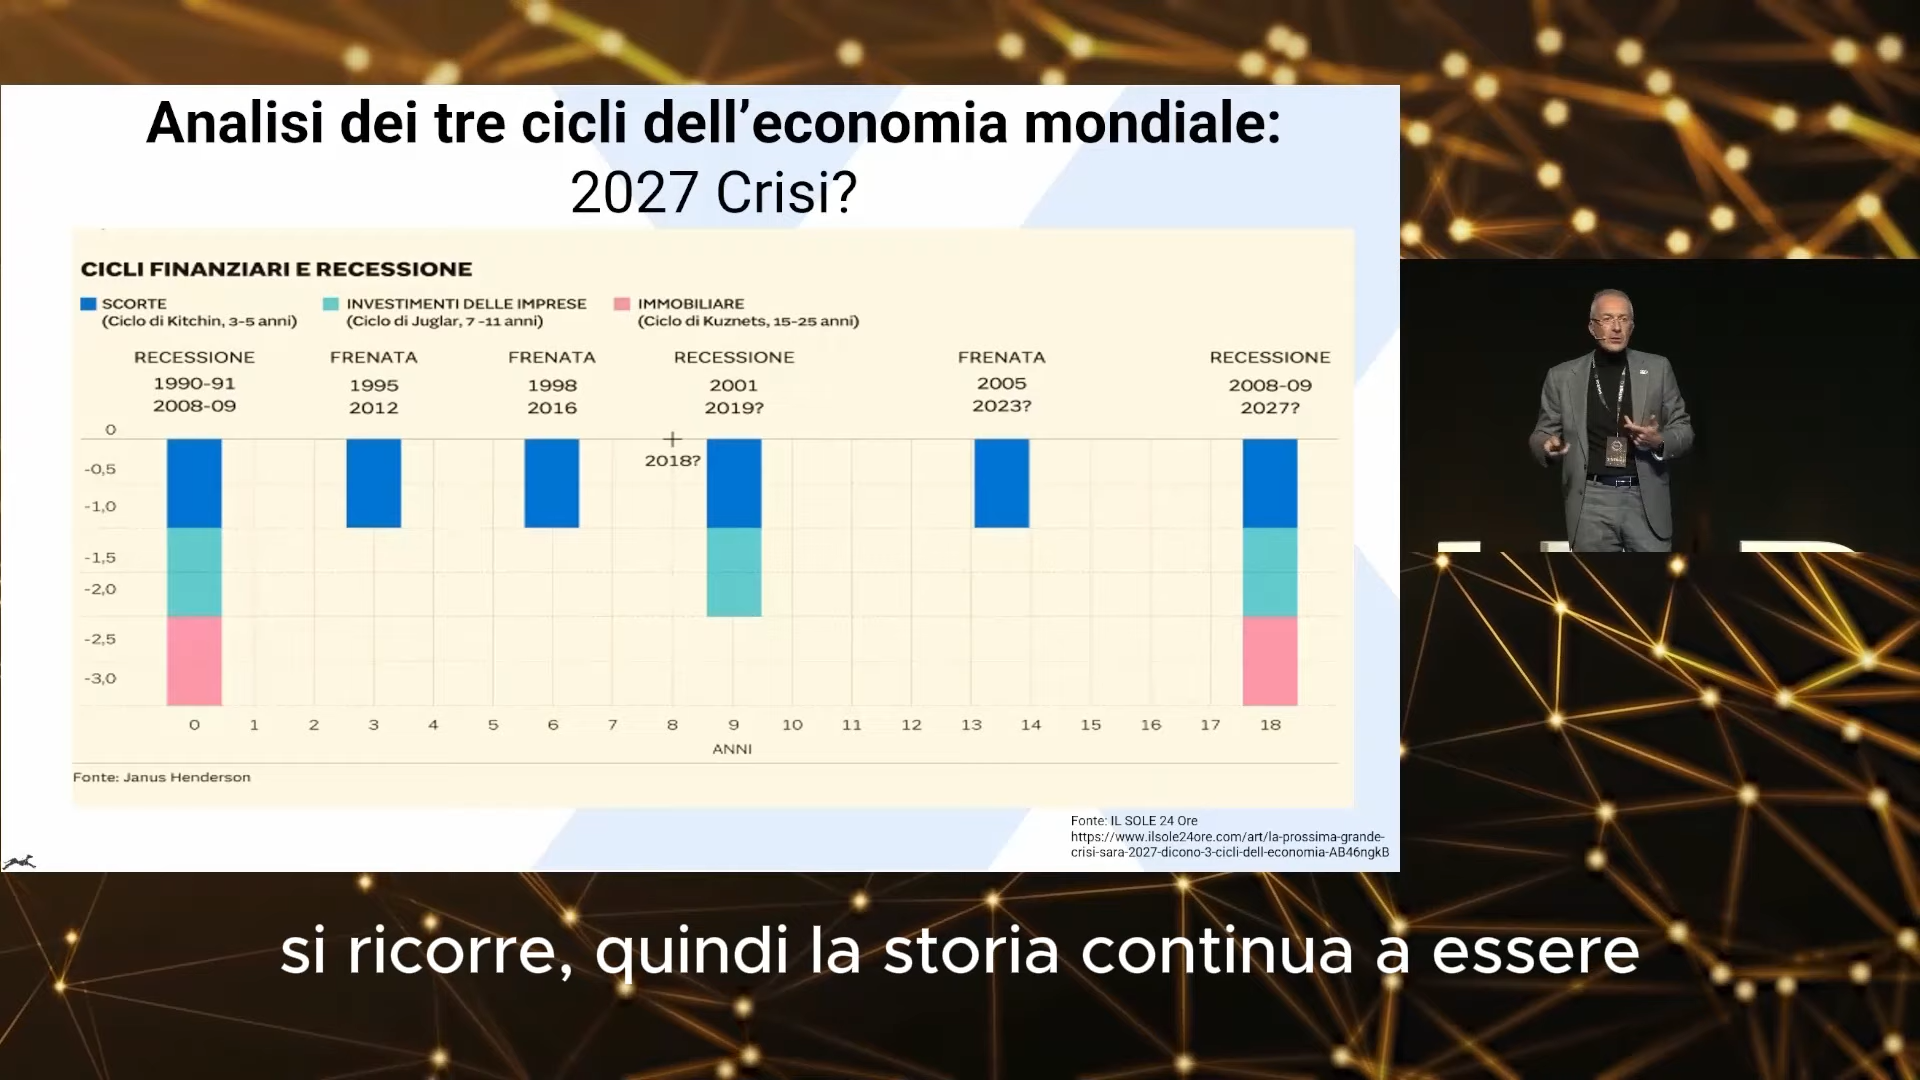 Analisi dei tre cicli dell’economia mondiale:
2027 Crisi?
CICLI FINANZIARI E RECESSIONE
SCORTE
(Ciclo di Kitchin, 3-5 anni)
INVESTIMENTI DELLE IMPRESE
(Ciclo di Juglar, 7 -11 anni)
IMMOBILIARE
(Ciclo di Kuznets, 15-25 anni)
RECESSIONE
1990-91
2008-09
FRENATA
1995
2012
FRENATA
1998
2016
RECESSIONE
2001
2019?
FRENATA
2005
2023?
RECESSIONE
2008-09
2027?
2018?
0
-0,5
-1,0
-1,5
-2,0
-2,5
-3,0
0 1 2 3 4 5 6 7 8 9 10 11 12 13 14 15 16 17 18
ANNI
Fonte: Janus Henderson
Fonte: IL SOLE 24 Ore
https://www.ilsole24ore.com/art/la-prossima-grande-
crisi-sara-2027-dicono-3-cicli-dell-economia-AB46ngkB
si ricorre, quindi la storia continua a essere